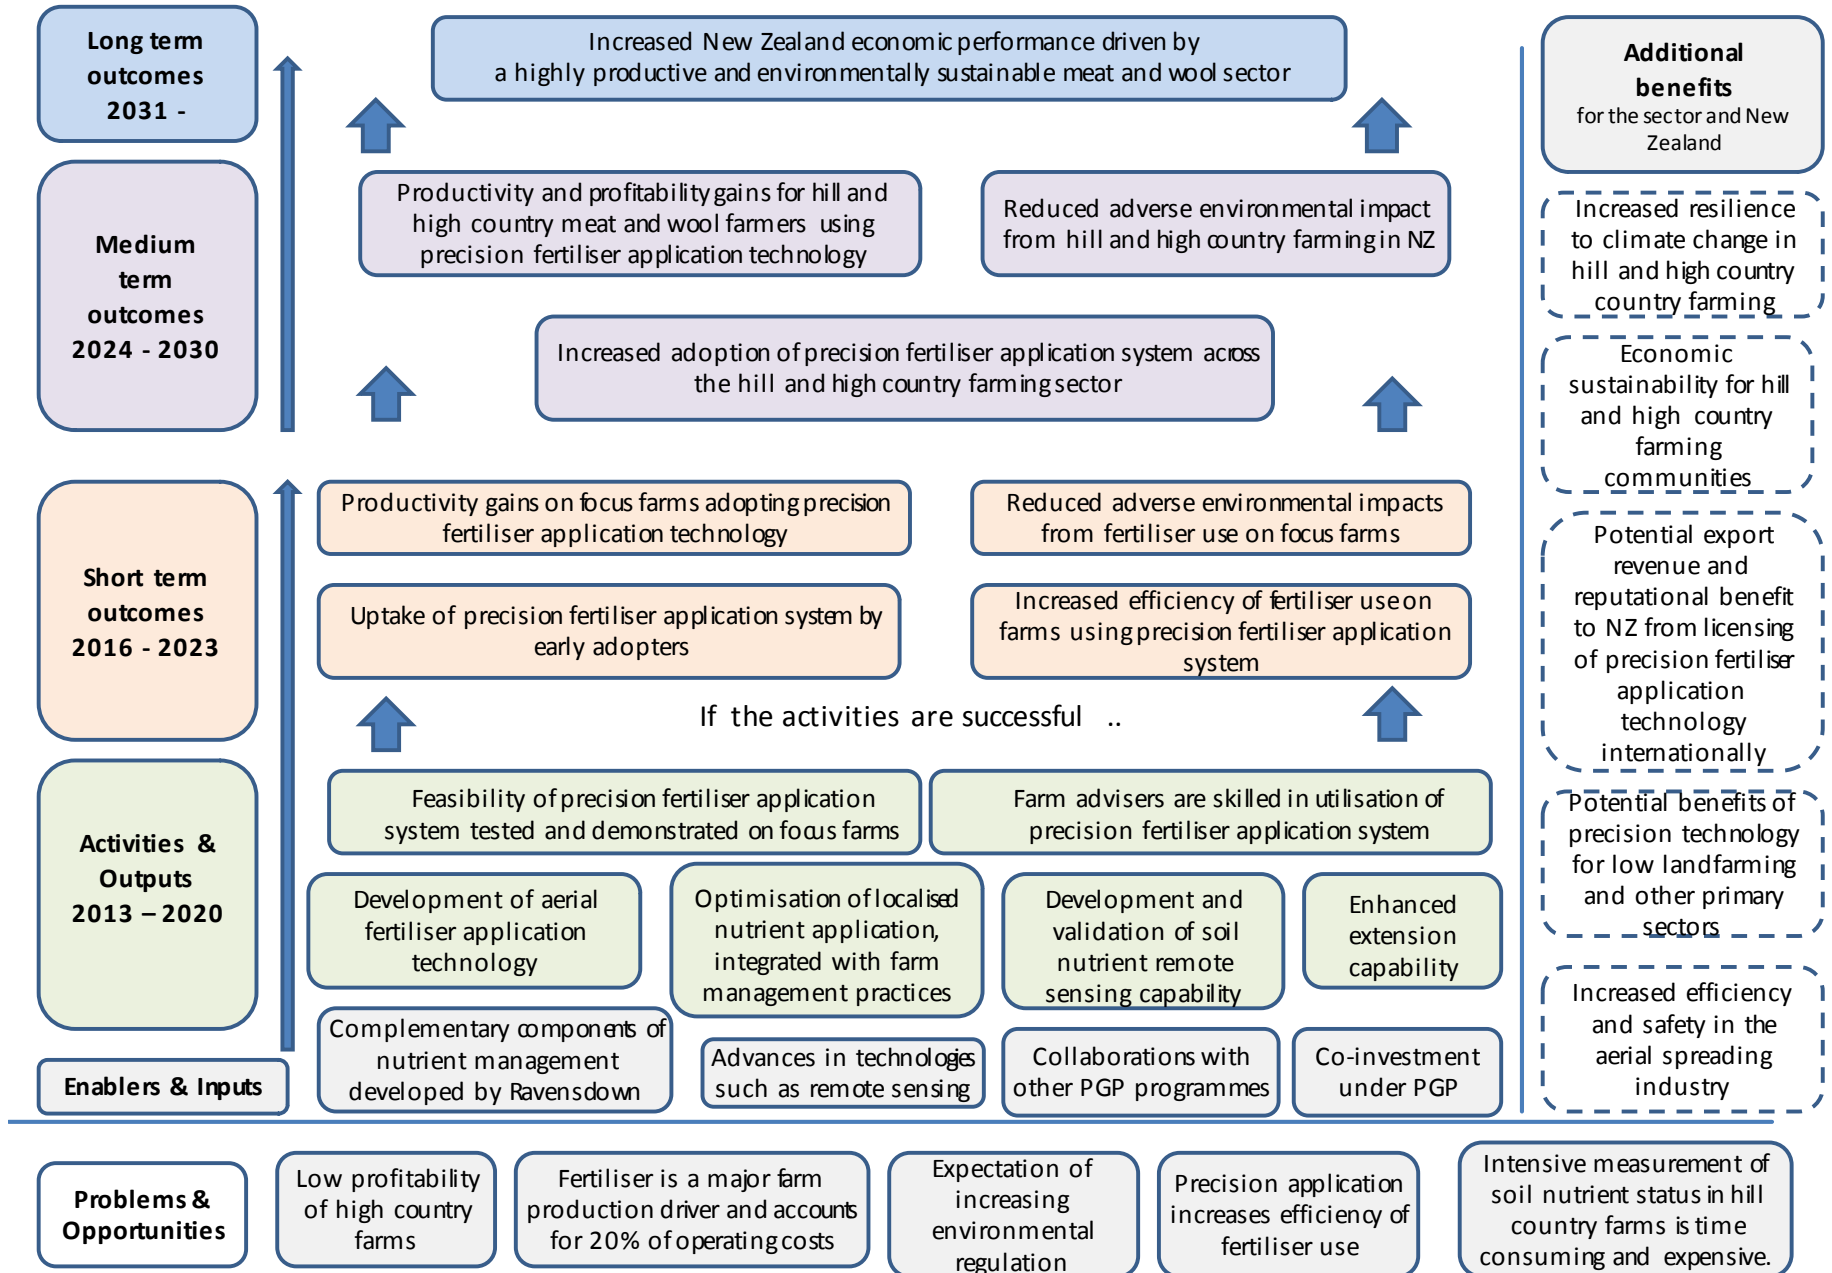 Long term
outcomes
2031 -
Increased New Zealand economic performance driven by
a highly productive and environmentally sustainable meat and wool sector
Additional
benefits
for the sector and New
Zealand
Medium
term
outcomes
2024 - 2030
Productivity and profitability gains for hill and
high country meat and wool farmers using
precision fertiliser application technology
Reduced adverse environmental impact
from hill and high country farming in NZ
Increased adoption of precision fertiliser application system across
the hill and high country farming sector
Increased resilience
to climate change in
hill and high country
country farming
Economic
sustainability for hill
and high country
farming
communities
Short term
outcomes
2016 - 2023
Productivity gains on focus farms adopting precision
fertiliser application technology
Reduced adverse environmental impacts
from fertiliser use on focus farms
Uptake of precision fertiliser application system by
early adopters
Increased efficiency of fertiliser use on
farms using precision fertiliser application
system
If the activities are successful ..
Potential export
revenue and
reputational benefit
to NZ from licensing
of precision fertiliser
application
technology
internationally
Activities &
Outputs
2013 – 2020
Feasibility of precision fertiliser application
system tested and demonstrated on focus farms
Farm advisers are skilled in utilisation of
precision fertiliser application system
Development of aerial
fertiliser application
technology
Optimisation of localised
nutrient application,
integrated with farm
management practices
Development and
validation of soil
nutrient remote
sensing capability
Enhanced
extension
capability
Potential benefits of
precision technology
for low land farming
and other primary
sectors
Enablers & Inputs
Complementary components of
nutrient management
developed by Ravensdown
Advances in technologies
such as remote sensing
Collaborations with
other PGP programmes
Co-investment
under PGP
Increased efficiency
and safety in the
aerial spreading
industry
Problems &
Opportunities
Low profitability
of high country
farms
Fertiliser is a major farm
production driver and accounts
for 20% of operating costs
Expectation of
increasing
environmental
regulation
Precision application
increases efficiency of
fertiliser use
Intensive measurement of
soil nutrient status in hill
country farms is time
consuming and expensive.